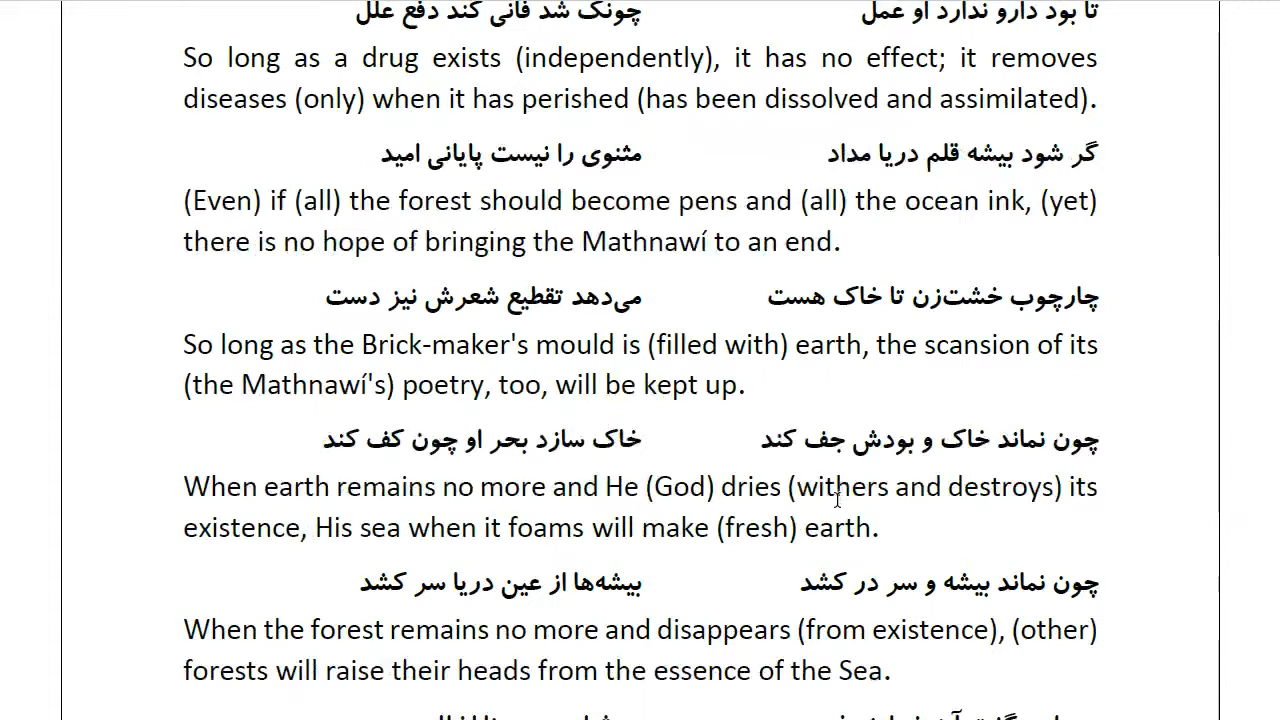 تا بود دارو ندارد او عمل چونک شد فانی کند دفع علل
So long as a drug exists (independently), it has no effect; it removes
diseases (only) when it has perished (has been dissolved and assimilated).
گر شود بیشه قلم دریا مداد مثنوی را نیست پایانی امید
(Even) if (all) the forest should become pens and (all) the ocean ink, (yet)
there is no hope of bringing the Mathnawí to an end.
چارچوب خشت‌زن تا خاک هست می‌دهد تقطیع شعرش نیز دست
So long as the Brick-maker's mould is (filled with) earth, the scansion of its
(the Mathnawí's) poetry, too, will be kept up.
چون نماند خاک و بودش جف کند خاک سازد بحر او چون کف کند
When earth remains no more and He (God) dries (withers and destroys) its
existence, His sea when it foams will make (fresh) earth.
چون نماند بیشه و سر در کشد بیشه‌ها از عین دریا سر کشد
When the forest remains no more and disappears (from existence), (other)
forests will raise their heads from the essence of the Sea.